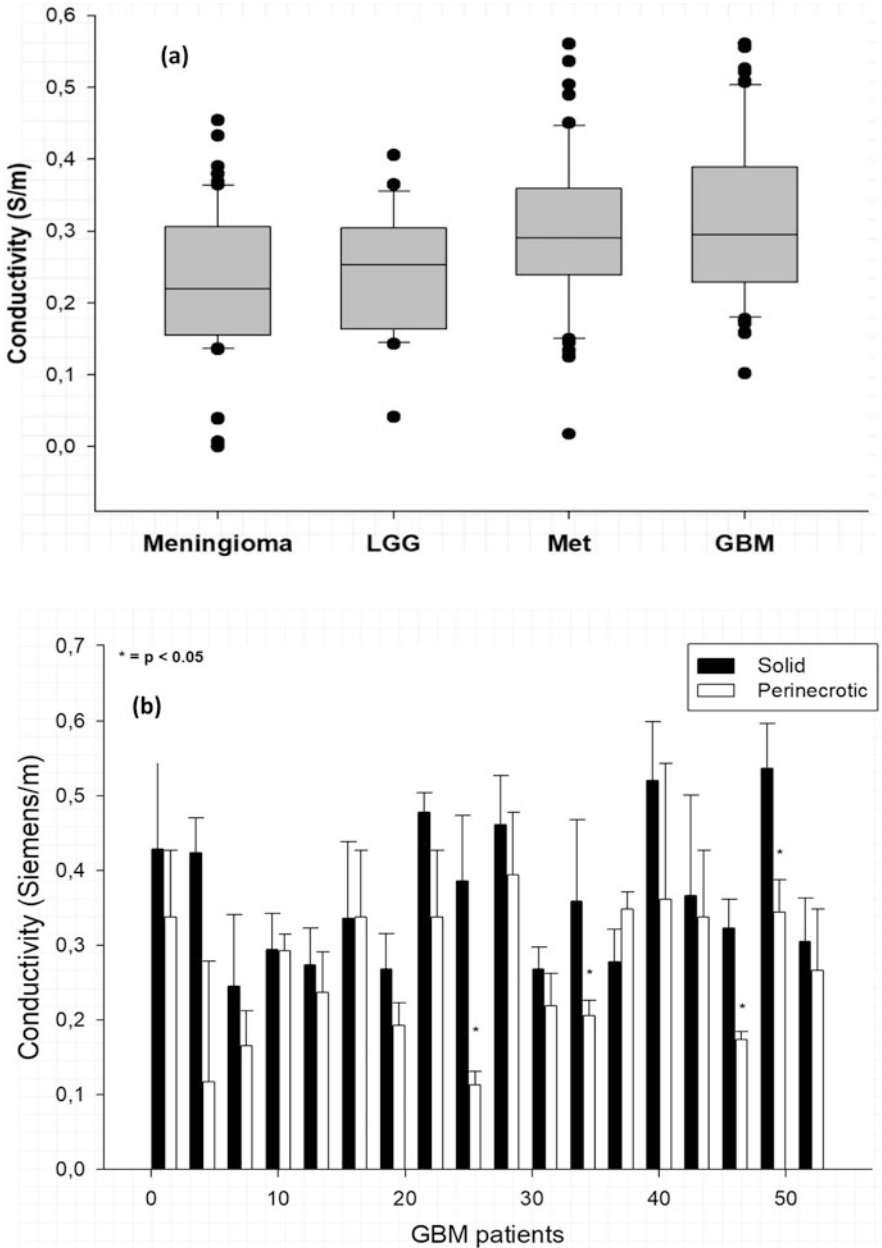 (a)
Conductivity (S/m)
0,6
0,5
0,4
0,3
0,2
0,1
0,0
Meningioma LGG Met GBM
(b)
* = p < 0.05
Solid
Perinecrotic
Conductivity (Siemens/m)
0,7
0,6
0,5
0,4
0,3
0,2
0,1
0,0
*
*
*
*
0 10 20 30 40 50
GBM patients